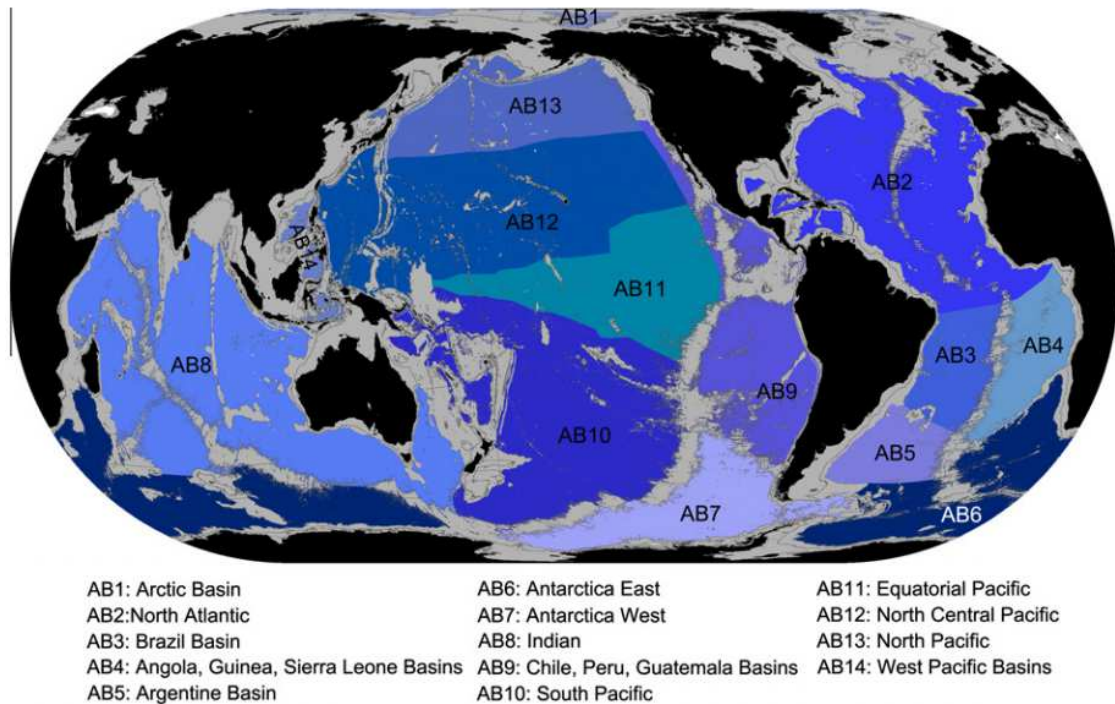 AB1
AB13
AB2
AB12
AB14
AB11
AB8
AB3
AB4
AB9
AB10
AB5
AB7
AB6
AB1: Arctic Basin
AB2:North Atlantic
AB3: Brazil Basin
AB4: Angola, Guinea, Sierra Leone Basins
AB5: Argentine Basin
AB6: Antarctica East
AB7: Antarctica West
AB8: Indian
AB9: Chile, Peru, Guatemala Basins
AB10: South Pacific
AB11: Equatorial Pacific
AB12: North Central Pacific
AB13: North Pacific
AB14: West Pacific Basins